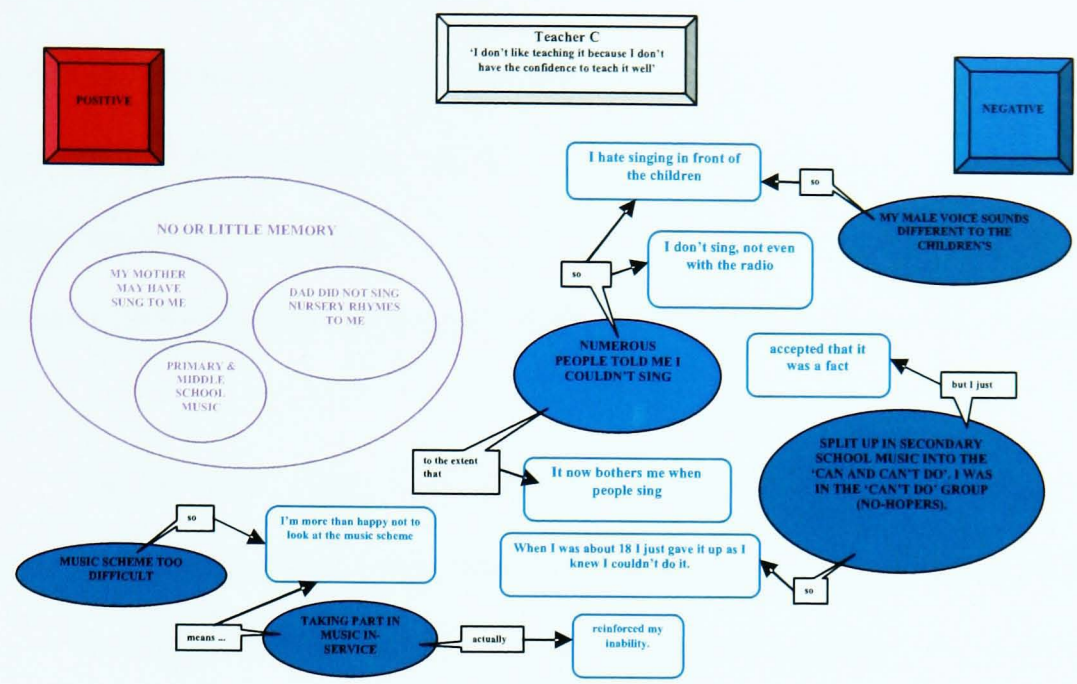 Teacher C
‘I don’t like teaching it because I don’t
have the confidence to teach it well’
POSITIVE
NEGATIVE
I hate singing in front of
the children
so
MY MALE VOICE SOUNDS
DIFFERENT TO THE
CHILDREN'S
NO OR LITTLE MEMORY
MY MOTHER
MAY HAVE
SUNG TO ME
DAD DID NOT SING
NURSERY RHYMES
TO ME
PRIMARY &
MIDDLE
SCHOOL
MUSIC
I don’t sing, not even
with the radio
so
NUMEROUS
PEOPLE TOLD ME I
COULDN’T SING
accepted that it
was a fact
but I just
SPLIT UP IN SECONDARY
SCHOOL MUSIC INTO THE
‘CAN AND CAN’T DO’. I WAS
IN THE ‘CAN’T DO’ GROUP
(NO-HOPERS).
to the extent
that
It now bothers me when
people sing
so
I’m more than happy not to
look at the music scheme
MUSIC SCHEME TOO
DIFFICULT
When I was about 18 I just gave it up as I
knew I couldn’t do it.
so
means ...
TAKING PART IN
MUSIC IN-
SERVICE
actually
reinforced my
inability.